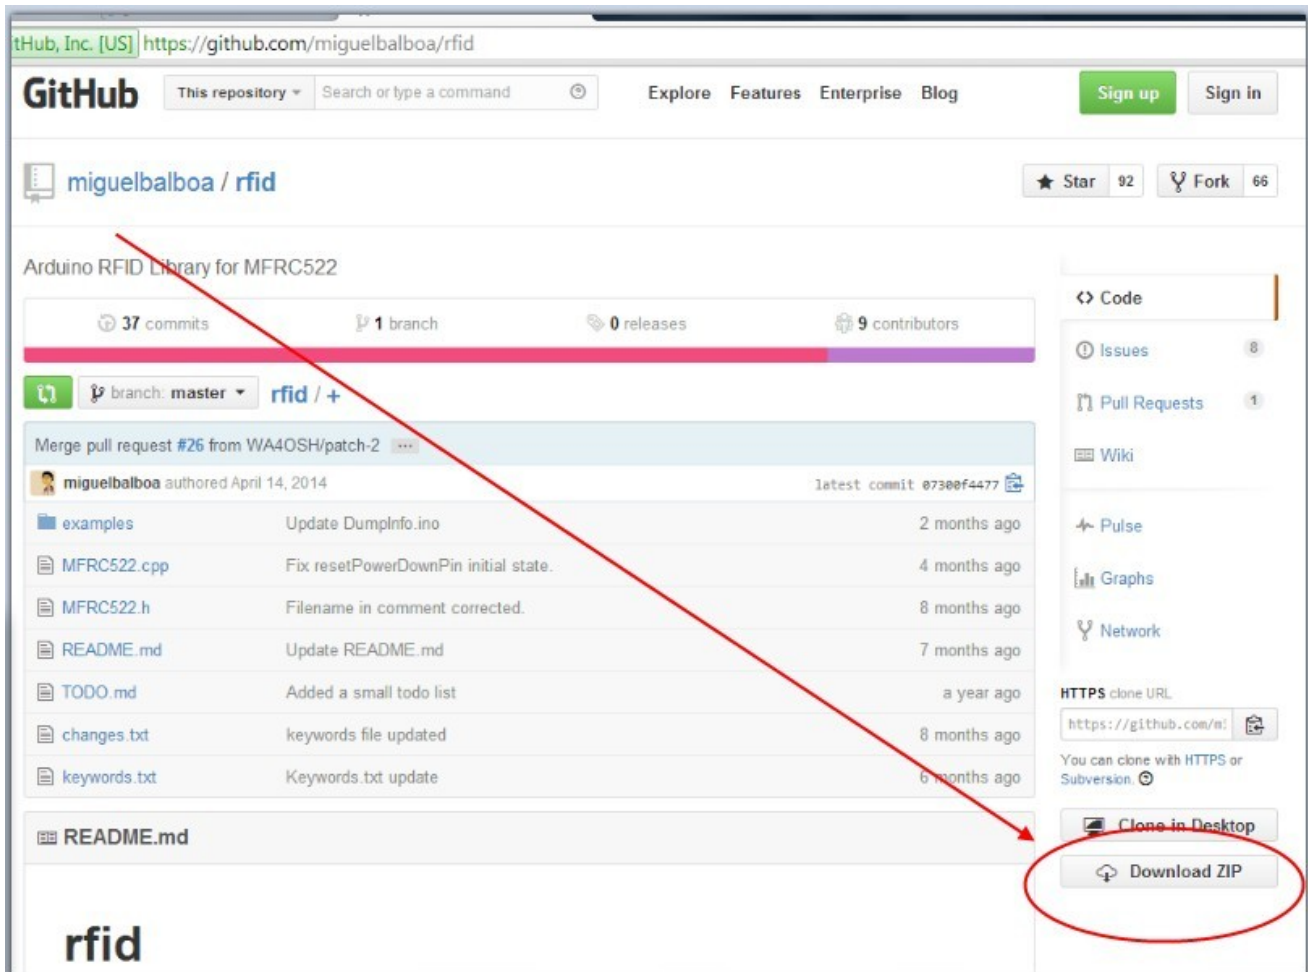 tHub, Inc. [US] https://github.com/miguelbalboa/rfid
GitHub This repository Search or type a command Explore Features Enterprise Blog Sign up Sign in
miguelbalboa / rfid Star 92 Fork 66
Arduino RFID Library for MFRC522
37 commits 1 branch 0 releases 9 contributors
branch: master rfid / +
Merge pull request #26 from WA4OSH/patch-2 ...
miguelbalboa authored April 14, 2014 latest commit 07300f4477
examples Update DumpInfo.ino 2 months ago
MFRC522.cpp Fix resetPowerDownPin initial state. 4 months ago
MFRC522.h Filename in comment corrected. 8 months ago
README.md Update README.md 7 months ago
TODO.md Added a small todo list a year ago
changes.txt keywords file updated 8 months ago
keywords.txt Keywords.txt update 6 months ago
README.md
rfid
Code
Issues 8
Pull Requests 1
Wiki
Pulse
Graphs
Network
HTTPS clone URL
https://github.com/m
You can clone with HTTPS or
Subversion.
Clone in Desktop
Download ZIP